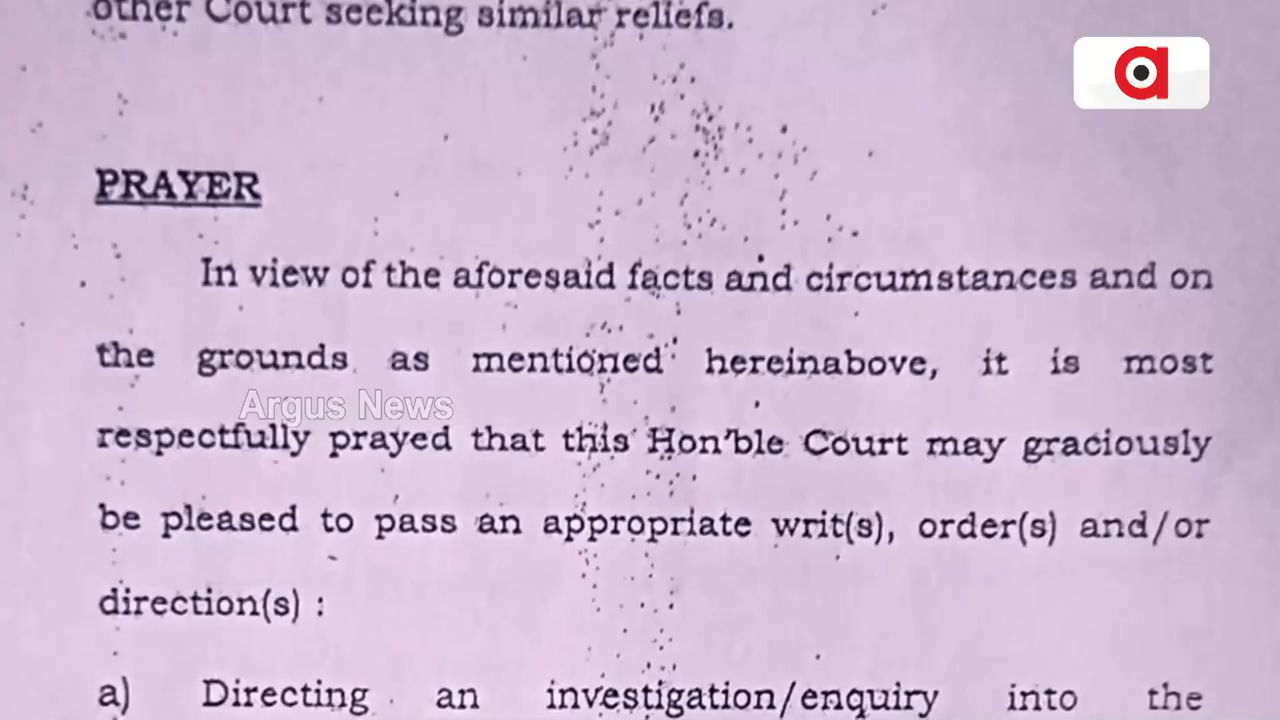 other Court seeking similar reliefs.
PRAYER
In view of the aforesaid facts and circumstances and on
the grounds as mentioned hereinabove, it is most
Argus News
respectfully prayed that this Hon'ble Court may graciously
be pleased to pass an appropriate writ(s), order(s) and/or
direction(s) :
a) Directing an investigation/enquiry into the